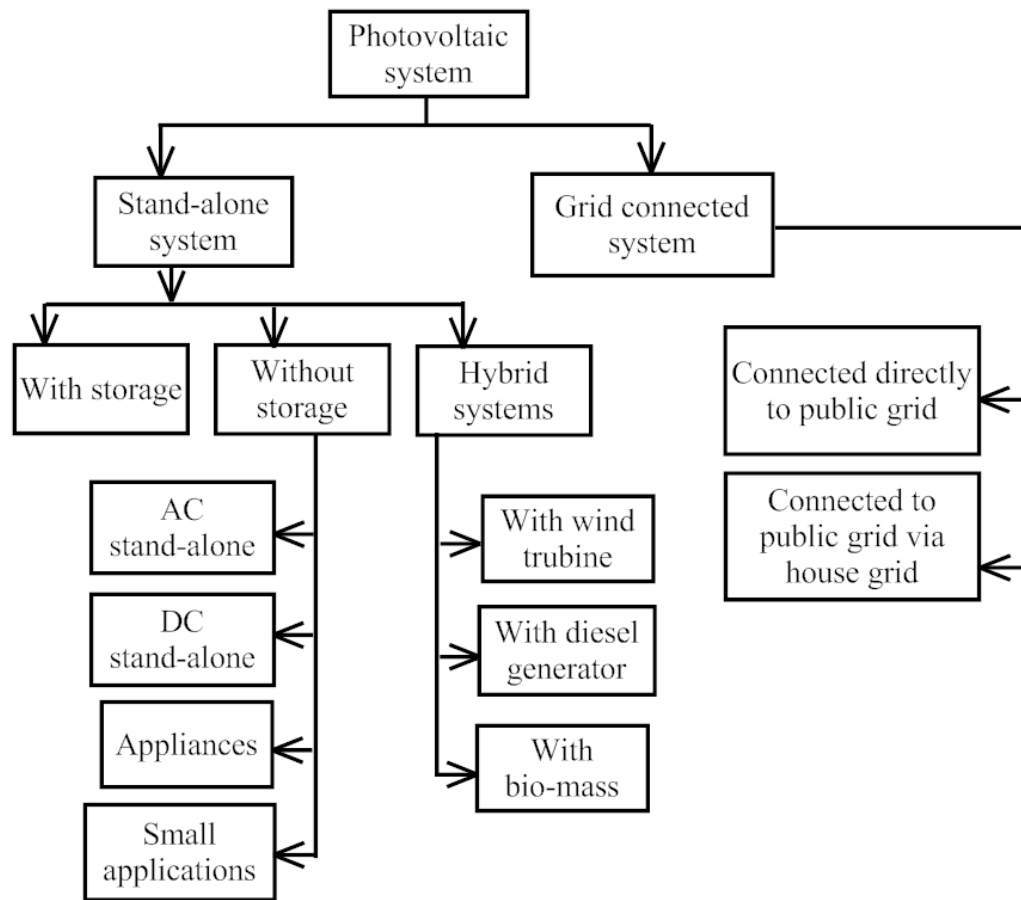 Photovoltaic
system
Stand-alone
system
Grid connected
system
With storage
Without
storage
Hybrid
systems
Connected directly
to public grid
Connected to
public grid via
house grid
AC
stand-alone
DC
stand-alone
Appliances
Small
applications
With wind
trubine
With diesel
generator
With
bio-mass